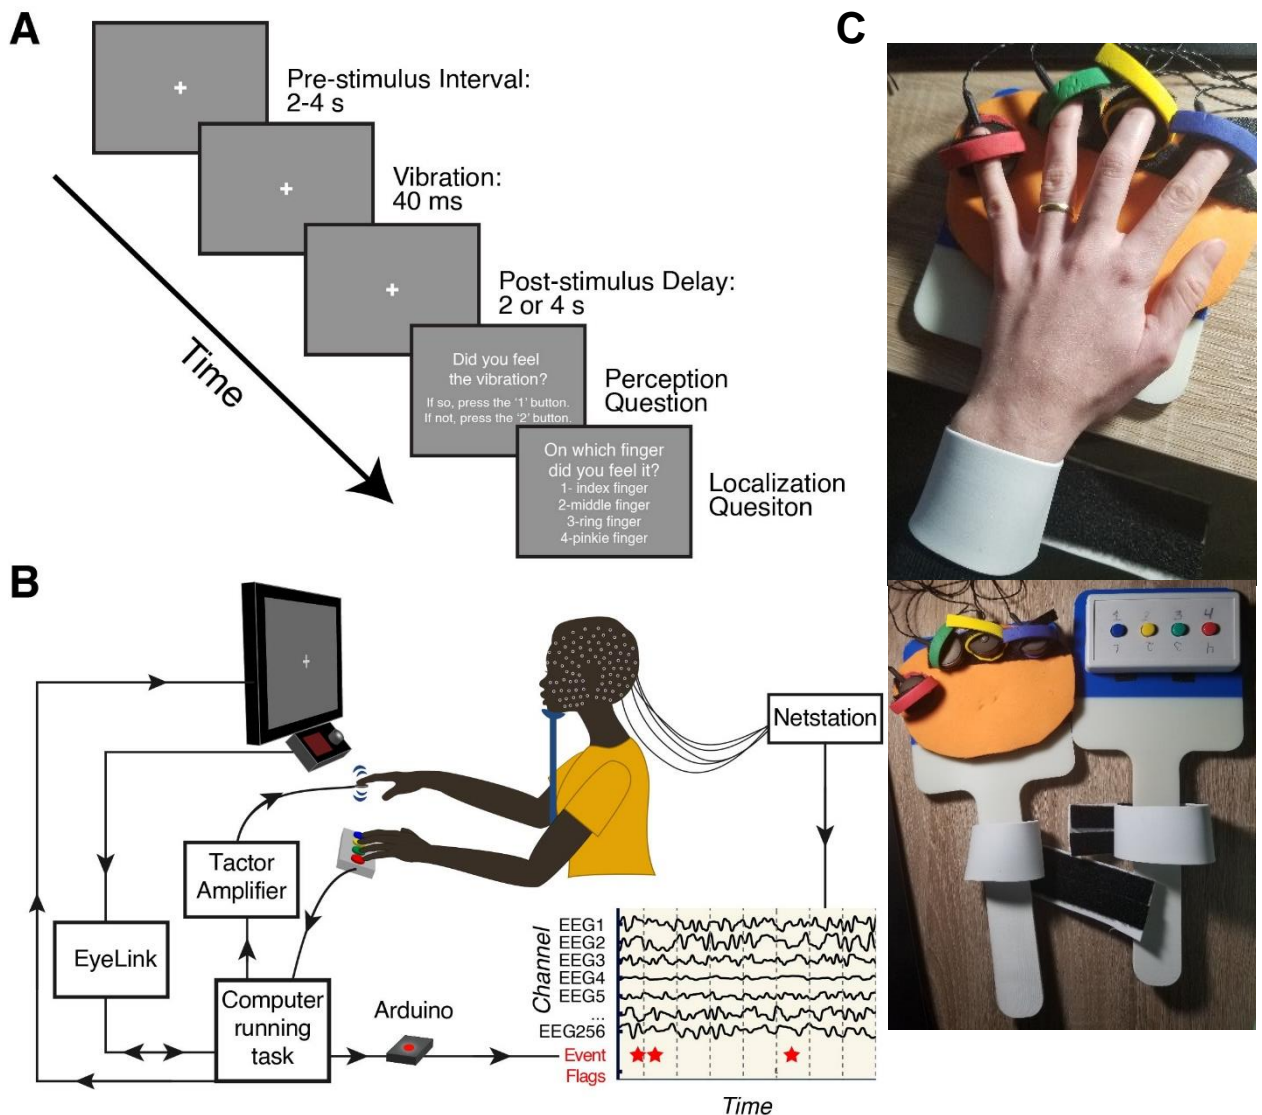 A
Pre-stimulus Interval:
2-4 s
Vibration:
40 ms
Post-stimulus Delay:
2 or 4 s
Time
Did you feel
the vibration?
If so, press the ‘1’ button.
If not, press the ‘2’ button.
Perception
Question
On which finger
did you feel it?
1- index finger
2-middle finger
3-ring finger
4-pinkie finger
Localization
Quesiton
B
Netstation
Tactor
Amplifier
EyeLink
Computer
running
task
Arduino
Channel
EEG1
EEG2
EEG3
EEG4
EEG5
...
EEG256
Event
Flags
Time
C
1 2 3 4
1 2 3 4